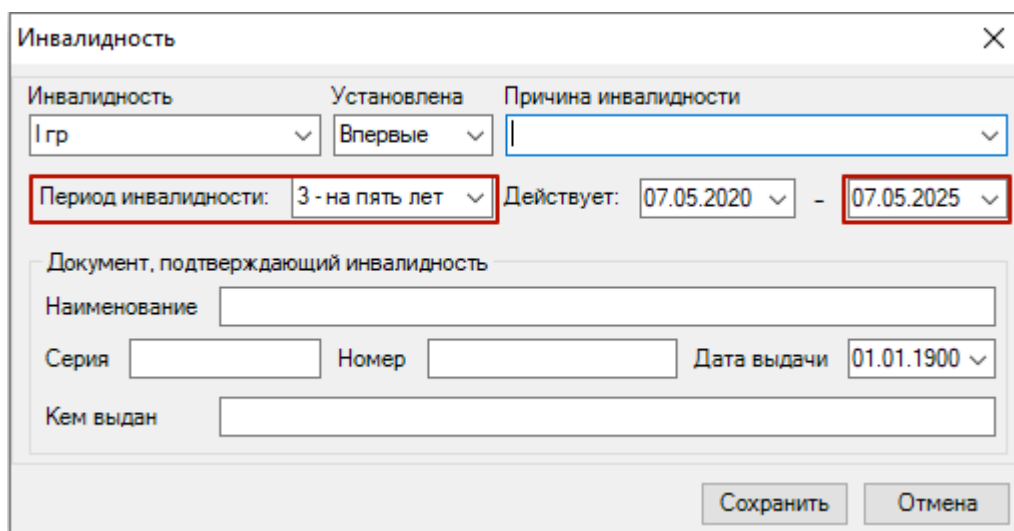 Инвалидность
Инвалидность Установлена Причина инвалидности
I гр Впервые
Период инвалидности: 3 - на пять лет Действует: 07.05.2020 - 07.05.2025
Документ, подтверждающий инвалидность
Наименование
Серия Номер Дата выдачи 01.01.1900
Кем выдан
Сохранить Отмена